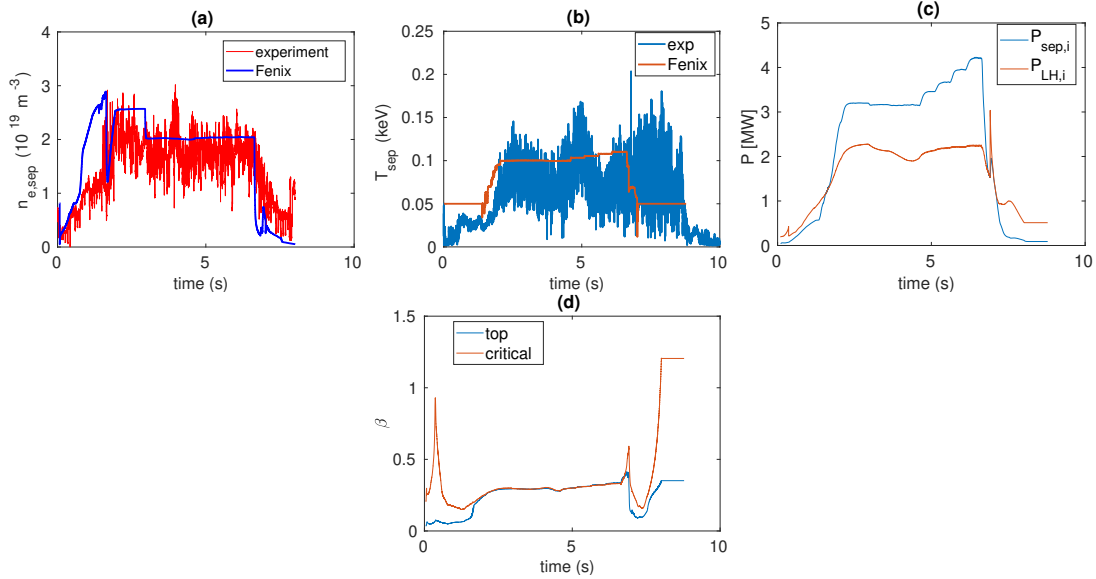 (a)
n_e,sep (10^19 m^-3)
4
3
2
1
0
experiment
Fenix
0
5
10
time (s)
(b)
T_sep (keV)
0.25
0.20
0.15
0.10
0.05
0
exp
Fenix
0
5
10
time (s)
(c)
P [MW]
5
4
3
2
1
0
P_sep,i
P_LH,i
0
5
10
time (s)
(d)
β
1.5
1
0.5
0
top
critical
0
5
10
time (s)